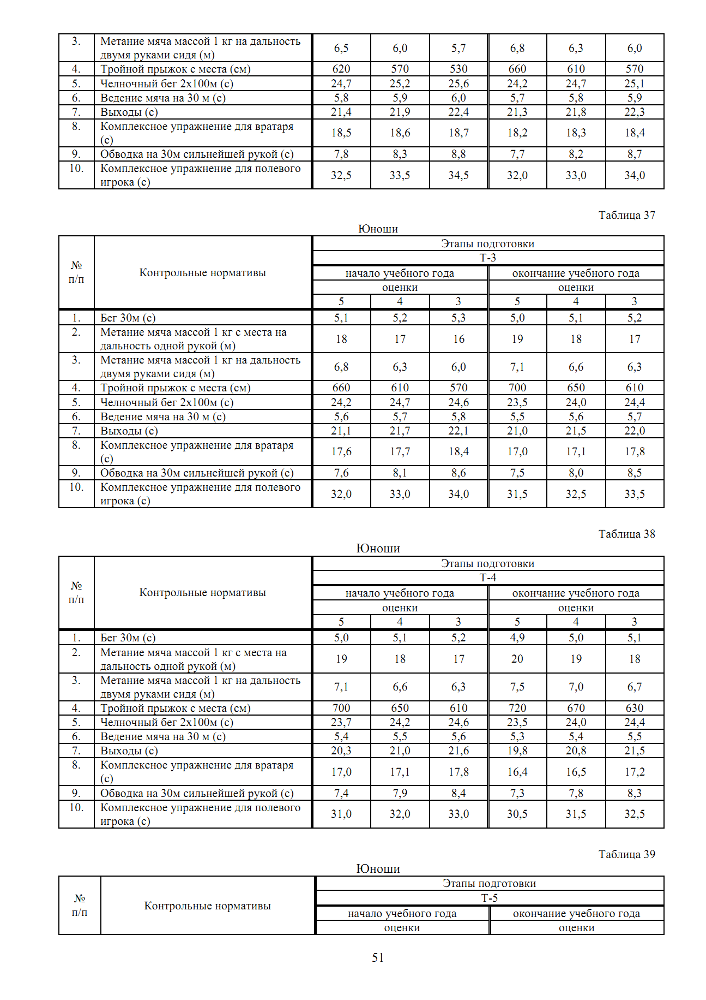 3. Метание мяча массой 1 кг на дальность
двумя руками сидя (м) 6,5 6,0 5,7 6,8 6,3 6,0
4. Тройной прыжок с места (см) 620 570 530 660 610 570
5. Челночный бег 2х100м (с) 24,7 25,2 25,6 24,2 24,7 25,1
6. Ведение мяча на 30 м (с) 5,8 5,9 6,0 5,7 5,8 5,9
7. Выходы (с) 21,4 21,9 22,4 21,3 21,8 22,3
8. Комплексное упражнение для вратаря
(с) 18,5 18,6 18,7 18,2 18,3 18,4
9. Обводка на 30м сильнейшей рукой (с) 7,8 8,3 8,8 7,7 8,2 8,7
10. Комплексное упражнение для полевого
игрока (с) 32,5 33,5 34,5 32,0 33,0 34,0
Таблица 37
Юноши
№
п/п
Контрольные нормативы
Этапы подготовки
Т-3
начало учебного года окончание учебного года
оценки оценки
5 4 3 5 4 3
1. Бег 30м (с) 5,1 5,2 5,3 5,0 5,1 5,2
2. Метание мяча массой 1 кг с места на
дальность одной рукой (м) 18 17 16 19 18 17
3. Метание мяча массой 1 кг на дальность
двумя руками сидя (м) 6,8 6,3 6,0 7,1 6,6 6,3
4. Тройной прыжок с места (см) 660 610 570 700 650 610
5. Челночный бег 2х100м (с) 24,2 24,7 24,6 23,5 24,0 24,4
6. Ведение мяча на 30 м (с) 5,6 5,7 5,8 5,5 5,6 5,7
7. Выходы (с) 21,1 21,7 22,1 21,0 21,5 22,0
8. Комплексное упражнение для вратаря
(с) 17,6 17,7 18,4 17,0 17,1 17,8
9. Обводка на 30м сильнейшей рукой (с) 7,6 8,1 8,6 7,5 8,0 8,5
10. Комплексное упражнение для полевого
игрока (с) 32,0 33,0 34,0 31,5 32,5 33,5
Таблица 38
Юноши
№
п/п
Контрольные нормативы
Этапы подготовки
Т-4
начало учебного года окончание учебного года
оценки оценки
5 4 3 5 4 3
1. Бег 30м (с) 5,0 5,1 5,2 4,9 5,0 5,1
2. Метание мяча массой 1 кг с места на
дальность одной рукой (м) 19 18 17 20 19 18
3. Метание мяча массой 1 кг на дальность
двумя руками сидя (м) 7,1 6,6 6,3 7,5 7,0 6,7
4. Тройной прыжок с места (см) 700 650 610 720 670 630
5. Челночный бег 2х100м (с) 23,7 24,2 24,6 23,5 24,0 24,4
6. Ведение мяча на 30 м (с) 5,4 5,5 5,6 5,3 5,4 5,5
7. Выходы (с) 20,3 21,0 21,6 19,8 20,8 21,5
8. Комплексное упражнение для вратаря
(с) 17,0 17,1 17,8 16,4 16,5 17,2
9. Обводка на 30м сильнейшей рукой (с) 7,4 7,9 8,4 7,3 7,8 8,3
10. Комплексное упражнение для полевого
игрока (с) 31,0 32,0 33,0 30,5 31,5 32,5
Таблица 39
Юноши
№
п/п
Контрольные нормативы
Этапы подготовки
Т-5
начало учебного года окончание учебного года
оценки оценки
51